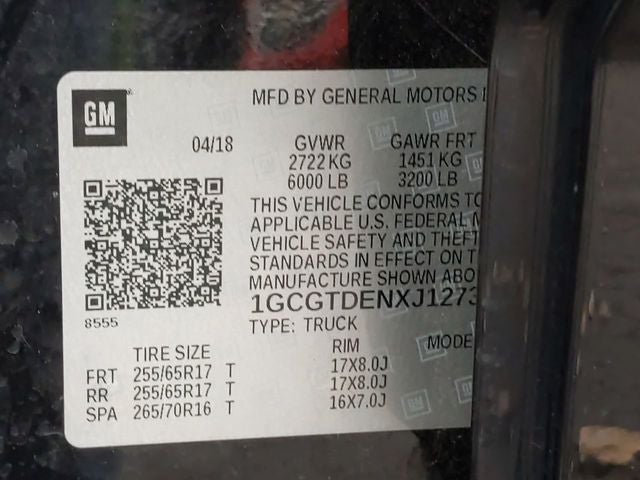 GM
MFD BY GENERAL MOTORS
04/18 GVWR GAWR FRT
2722 KG 1451 KG
6000 LB 3200 LB
THIS VEHICLE CONFORMS TO
APPLICABLE U.S. FEDERAL
VEHICLE SAFETY AND THEFT
STANDARDS IN EFFECT ON
MANUFACTURE SHOWN
1GCGTDENXJ1273
8555
TYPE: TRUCK
TIRE SIZE RIM
FRT 255/65R17 T 17X8.0J
RR 255/65R17 T 17X8.0J
SPA 265/70R16 T 16X7.0J